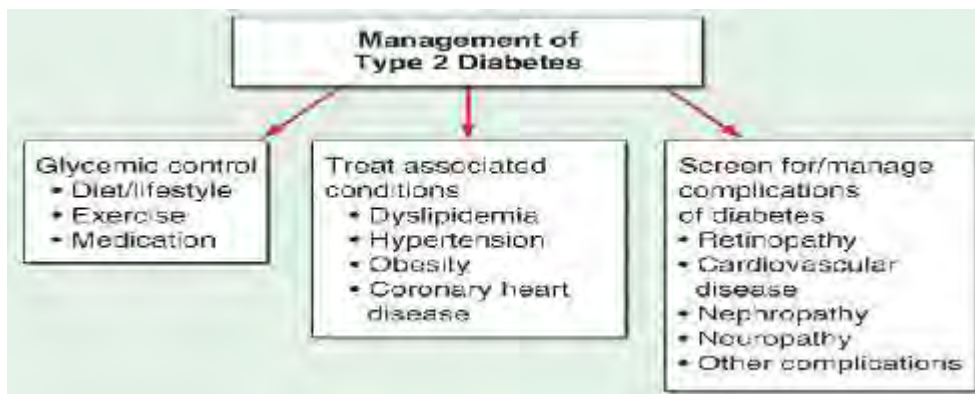 Management of
Type 2 Diabetes
Glycemic control
• Diet/lifestyle
• Exercise
• Medication
Treat associated
conditions
• Dyslipidemia
• Hypertension
• Obesity
• Coronary heart
disease
Screen for/manage
complications
of diabetes
• Retinopathy
• Cardiovascular
disease
• Nephropathy
• Neuropathy
• Other complications